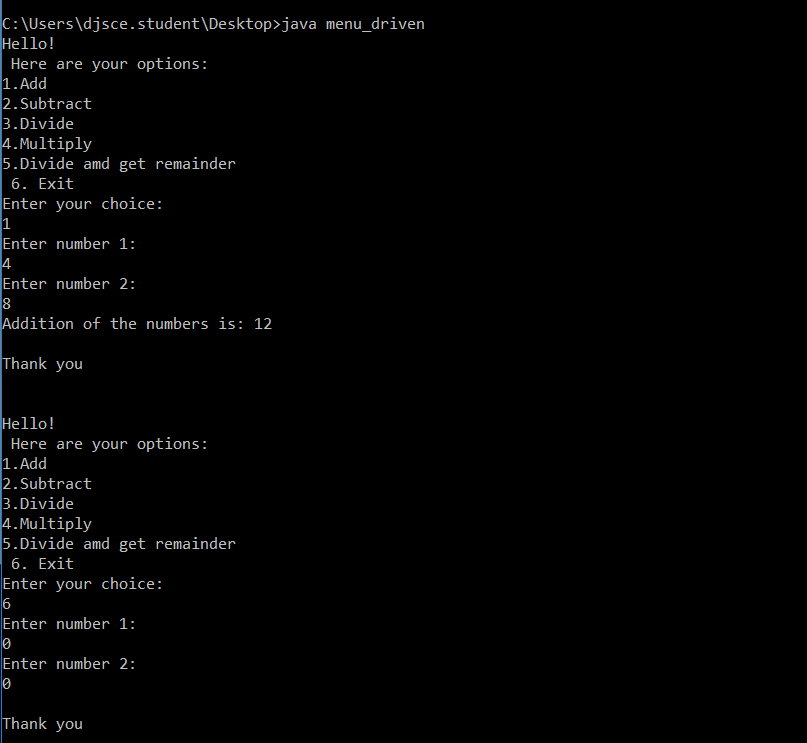 C:\Users\djsce.student\Desktop>java menu_driven
Hello!
 Here are your options:
1.Add
2.Subtract
3.Divide
4.Multiply
5.Divide amd get remainder
 6. Exit
Enter your choice:
1
Enter number 1:
4
Enter number 2:
8
Addition of the numbers is: 12

Thank you


Hello!
 Here are your options:
1.Add
2.Subtract
3.Divide
4.Multiply
5.Divide amd get remainder
 6. Exit
Enter your choice:
6
Enter number 1:
0
Enter number 2:
0

Thank you